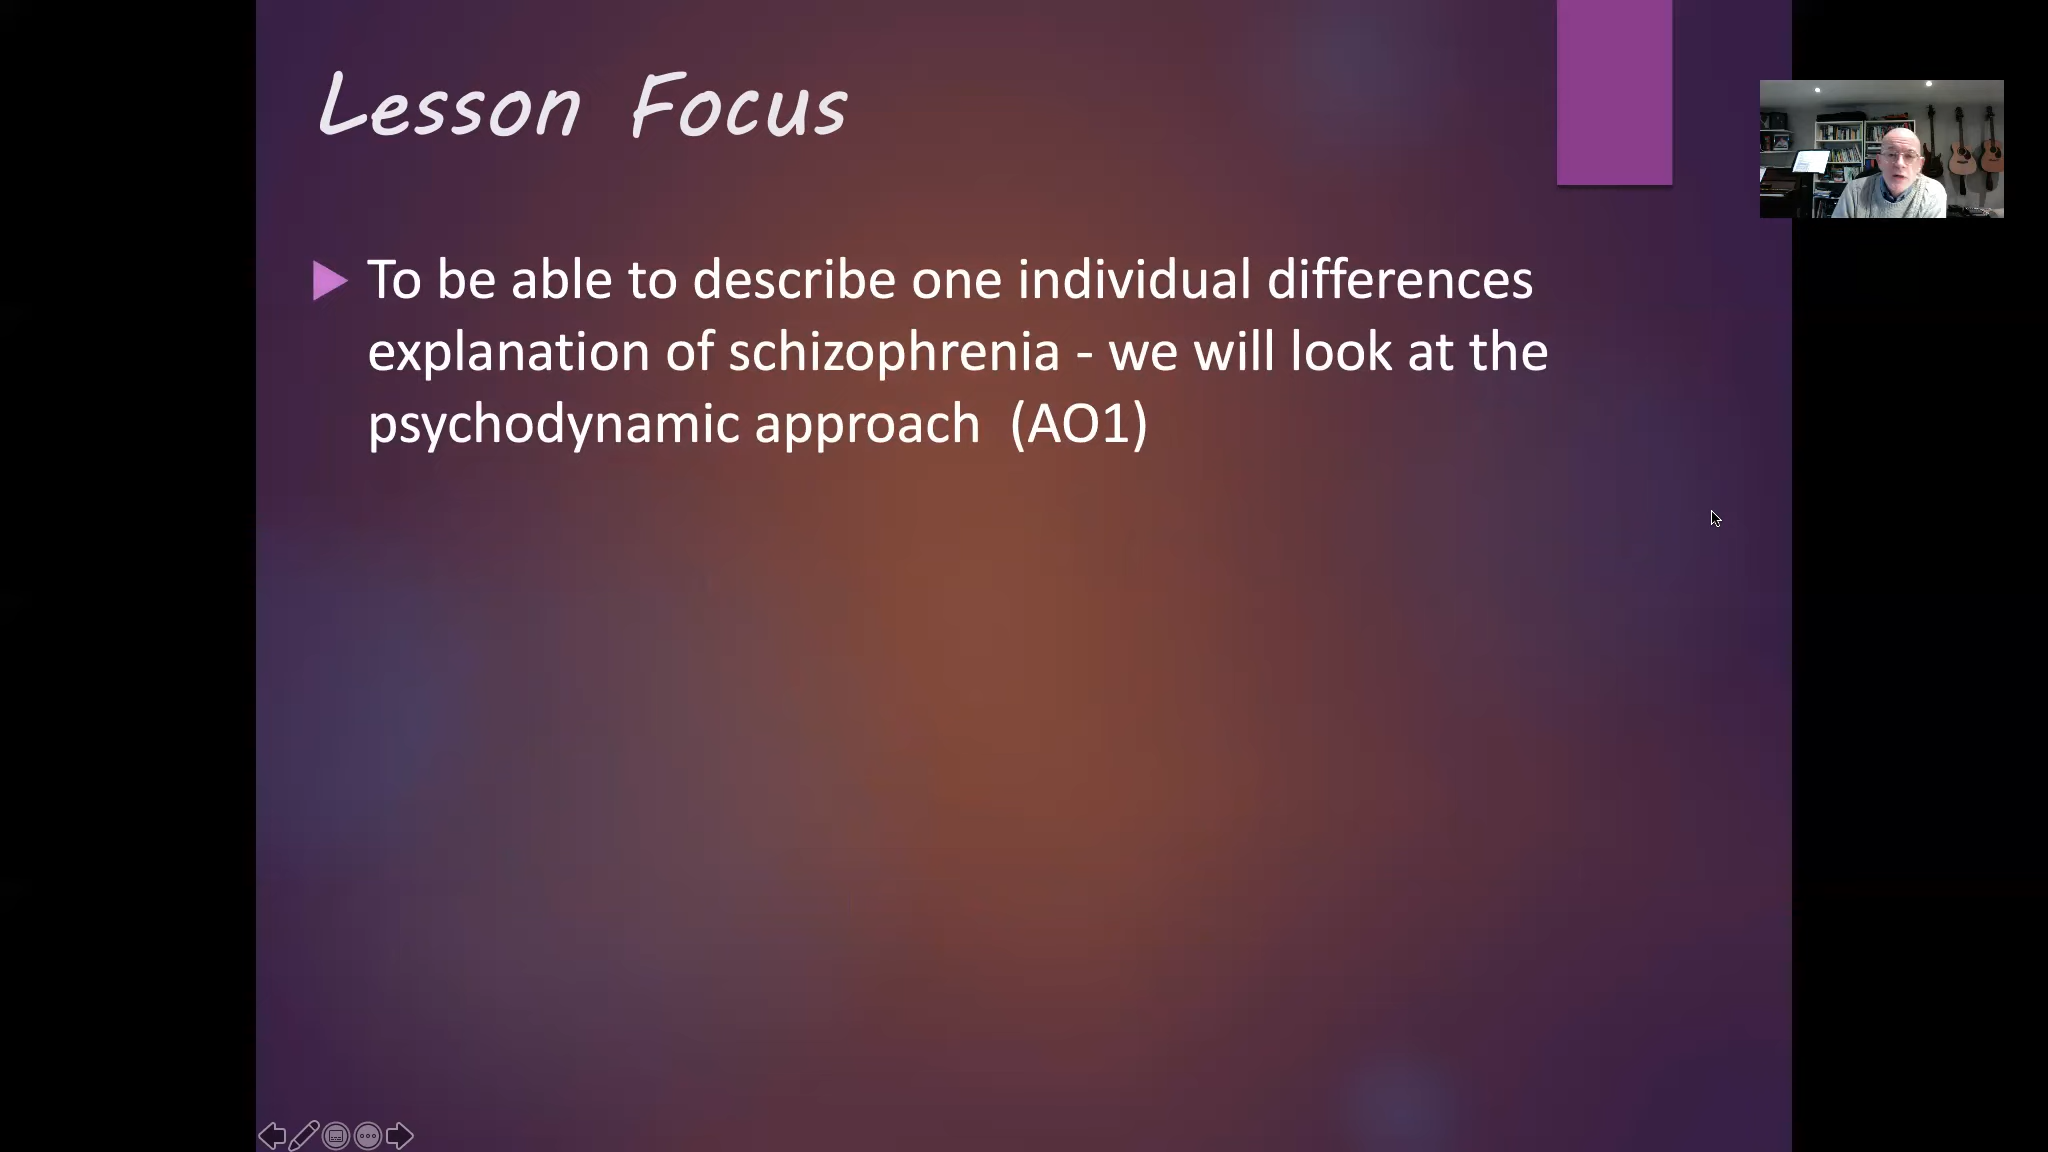 Lesson Focus
To be able to describe one individual differences
explanation of schizophrenia - we will look at the
psychodynamic approach  (AO1)